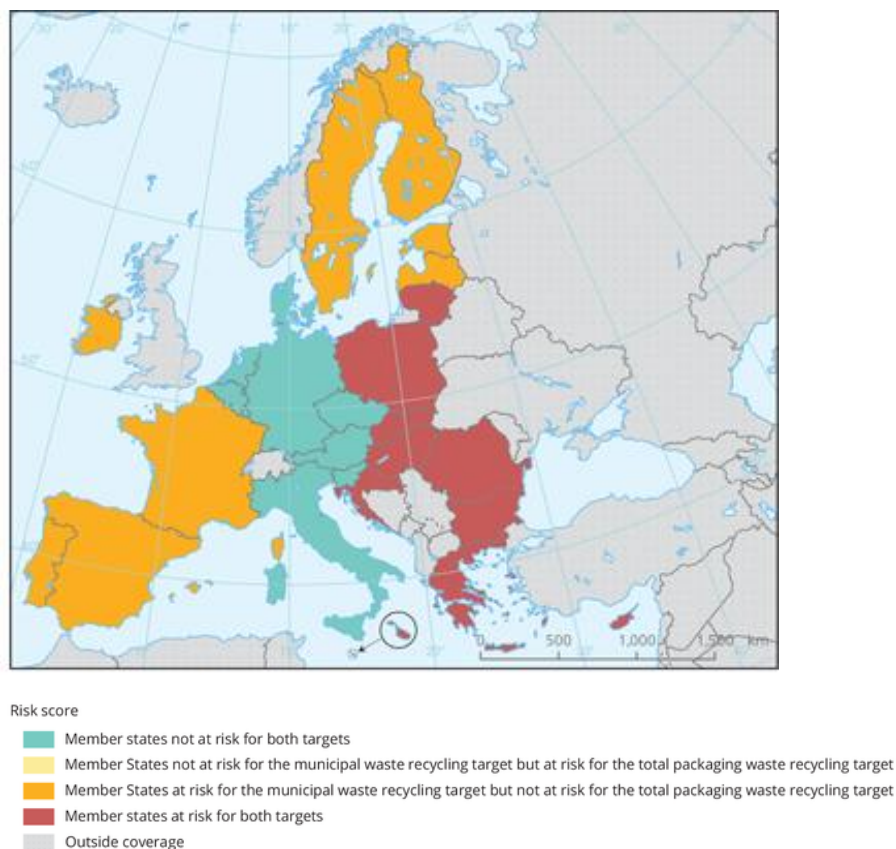 0 500 1,000 1,500 km
Risk score
Member states not at risk for both targets
Member States not at risk for the municipal waste recycling target but at risk for the total packaging waste recycling target
Member States at risk for the municipal waste recycling target but not at risk for the total packaging waste recycling target
Member states at risk for both targets
Outside coverage